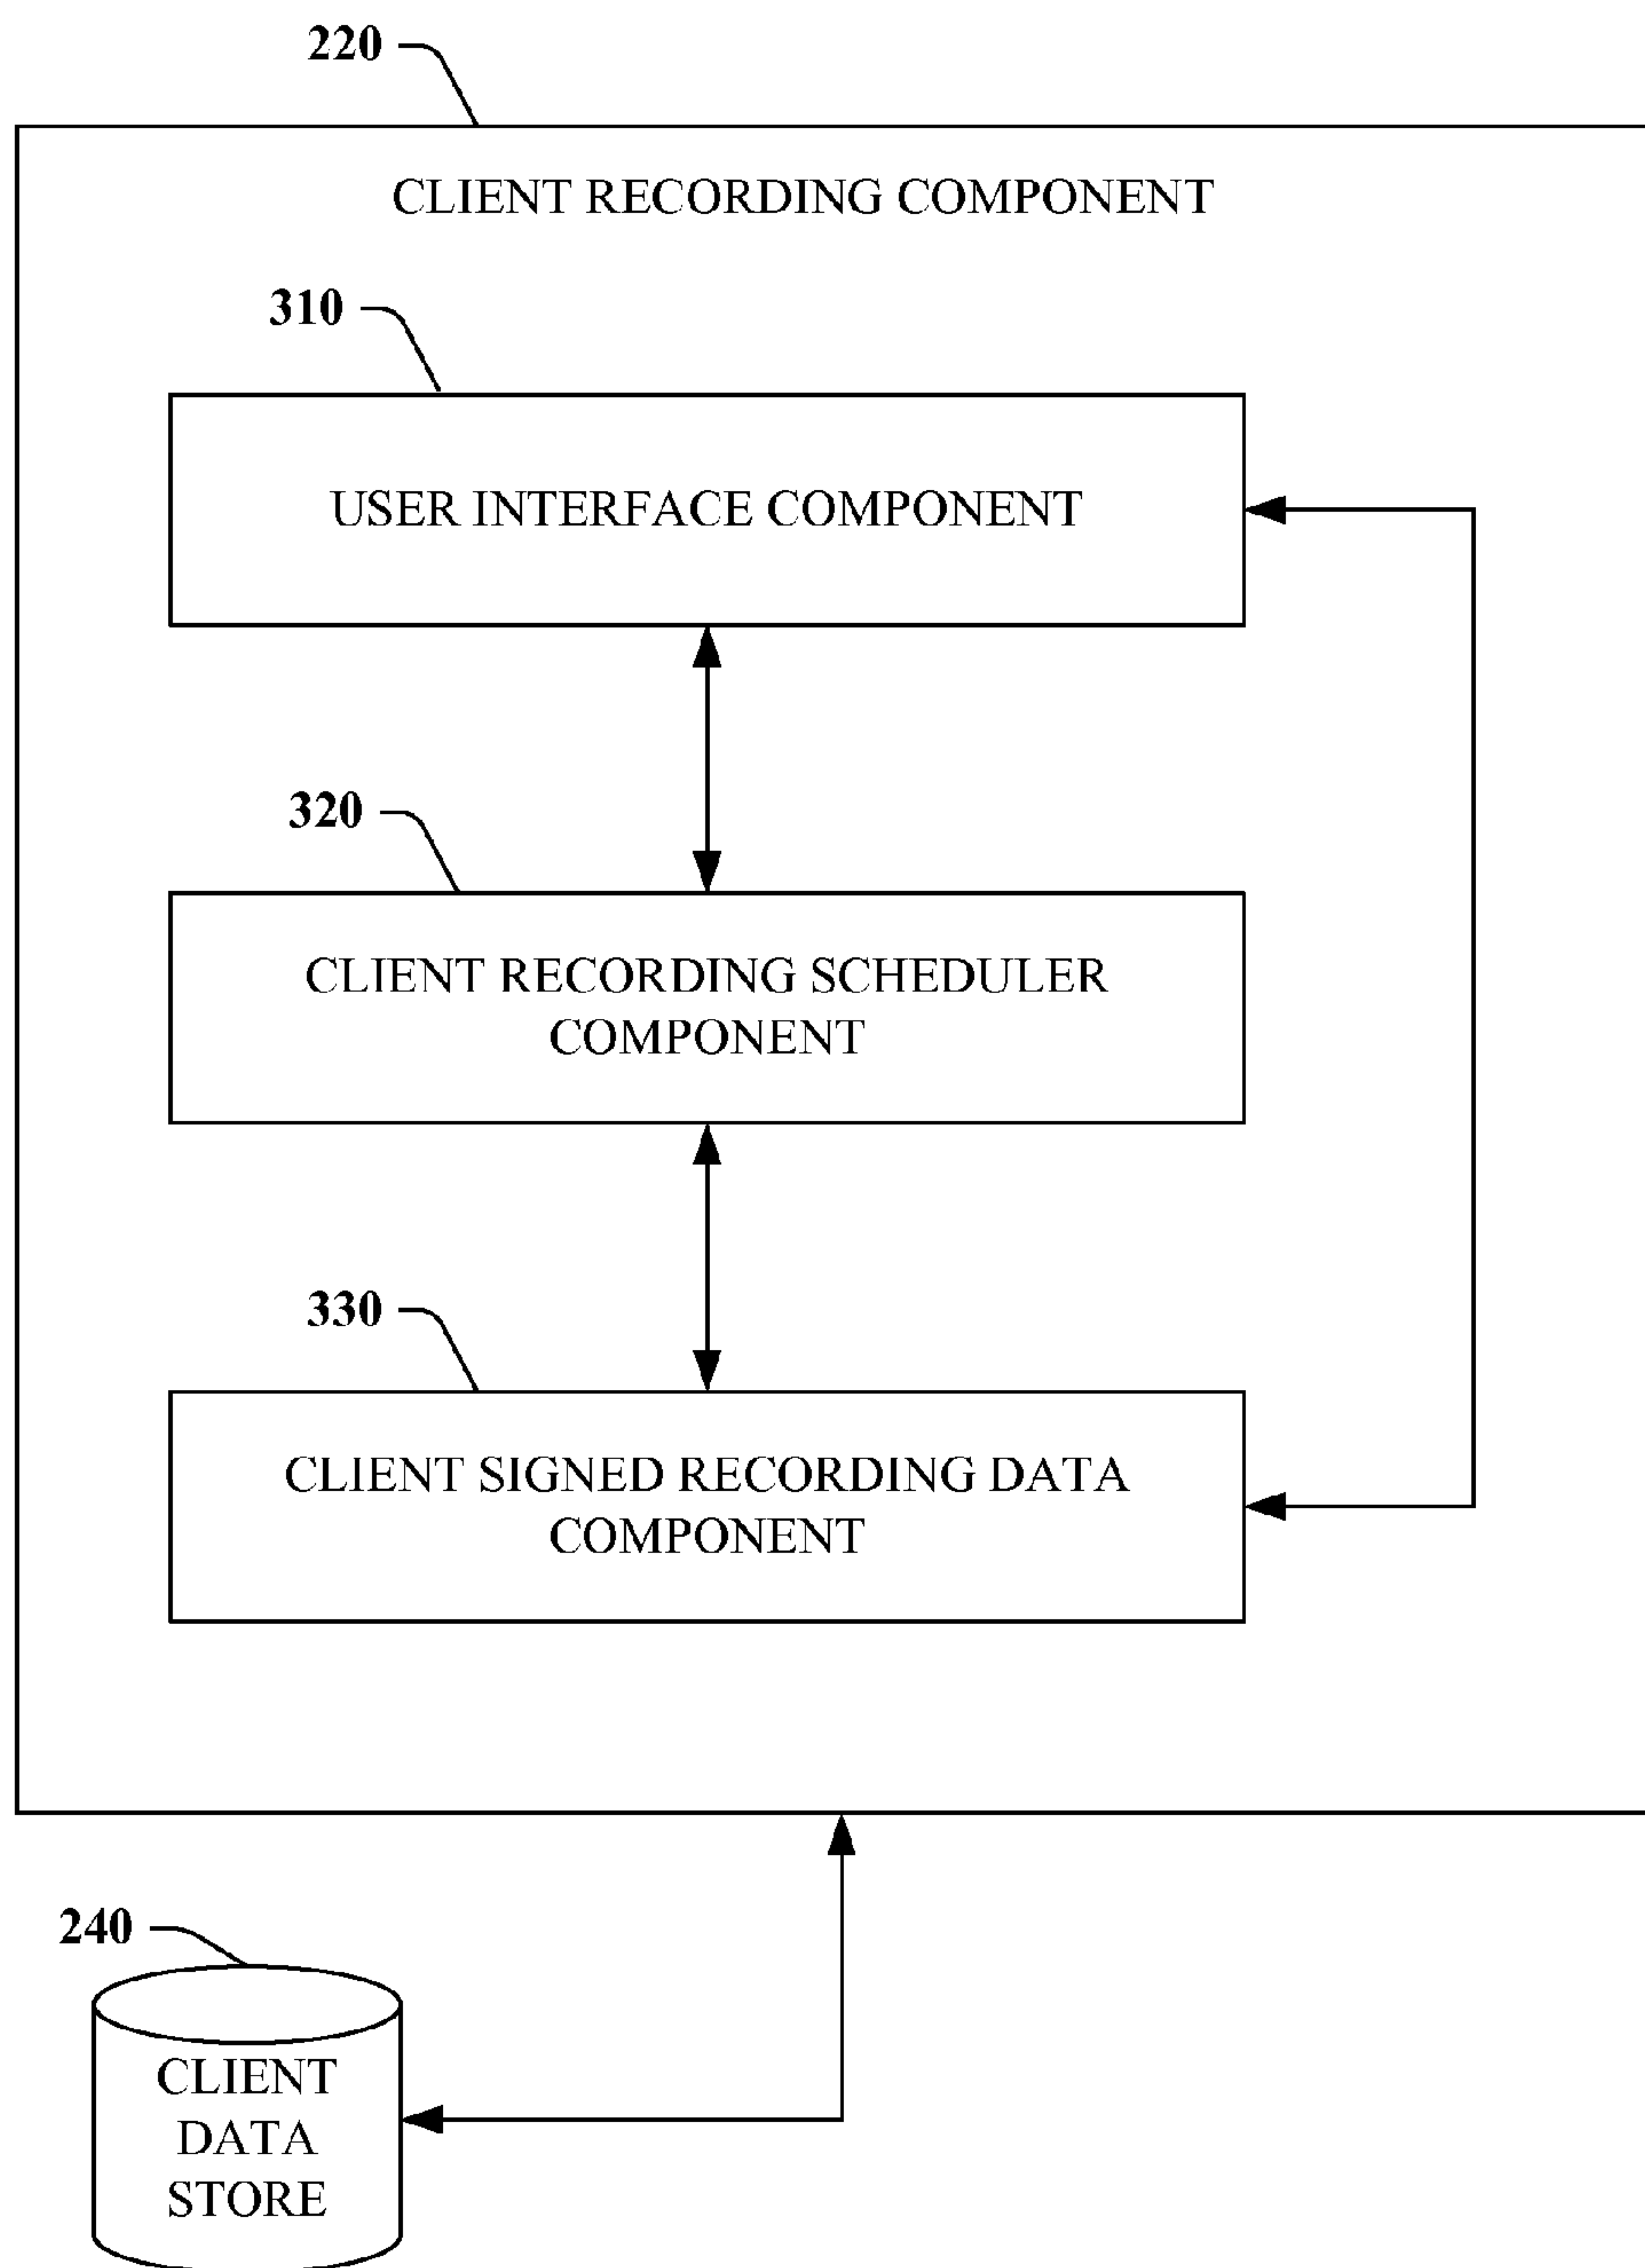 220
CLIENT RECORDING COMPONENT
310
USER INTERFACE COMPONENT
320
CLIENT RECORDING SCHEDULER
COMPONENT
330
CLIENT SIGNED RECORDING DATA
COMPONENT
240
CLIENT
DATA
STORE